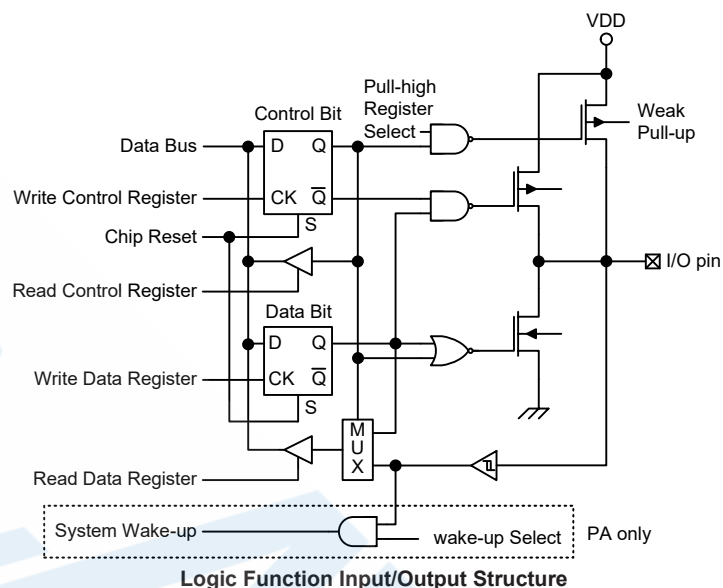 VDD
Pull-high
Register
Select
Weak
Pull-up
Control Bit
Data Bus
D
Q
Write Control Register
CK
Q
S
Chip Reset
I/O pin
Read Control Register
Data Bit
D
Q
Write Data Register
CK
Q
S
M
U
X
Read Data Register
System Wake-up
wake-up Select
PA only
Logic Function Input/Output Structure